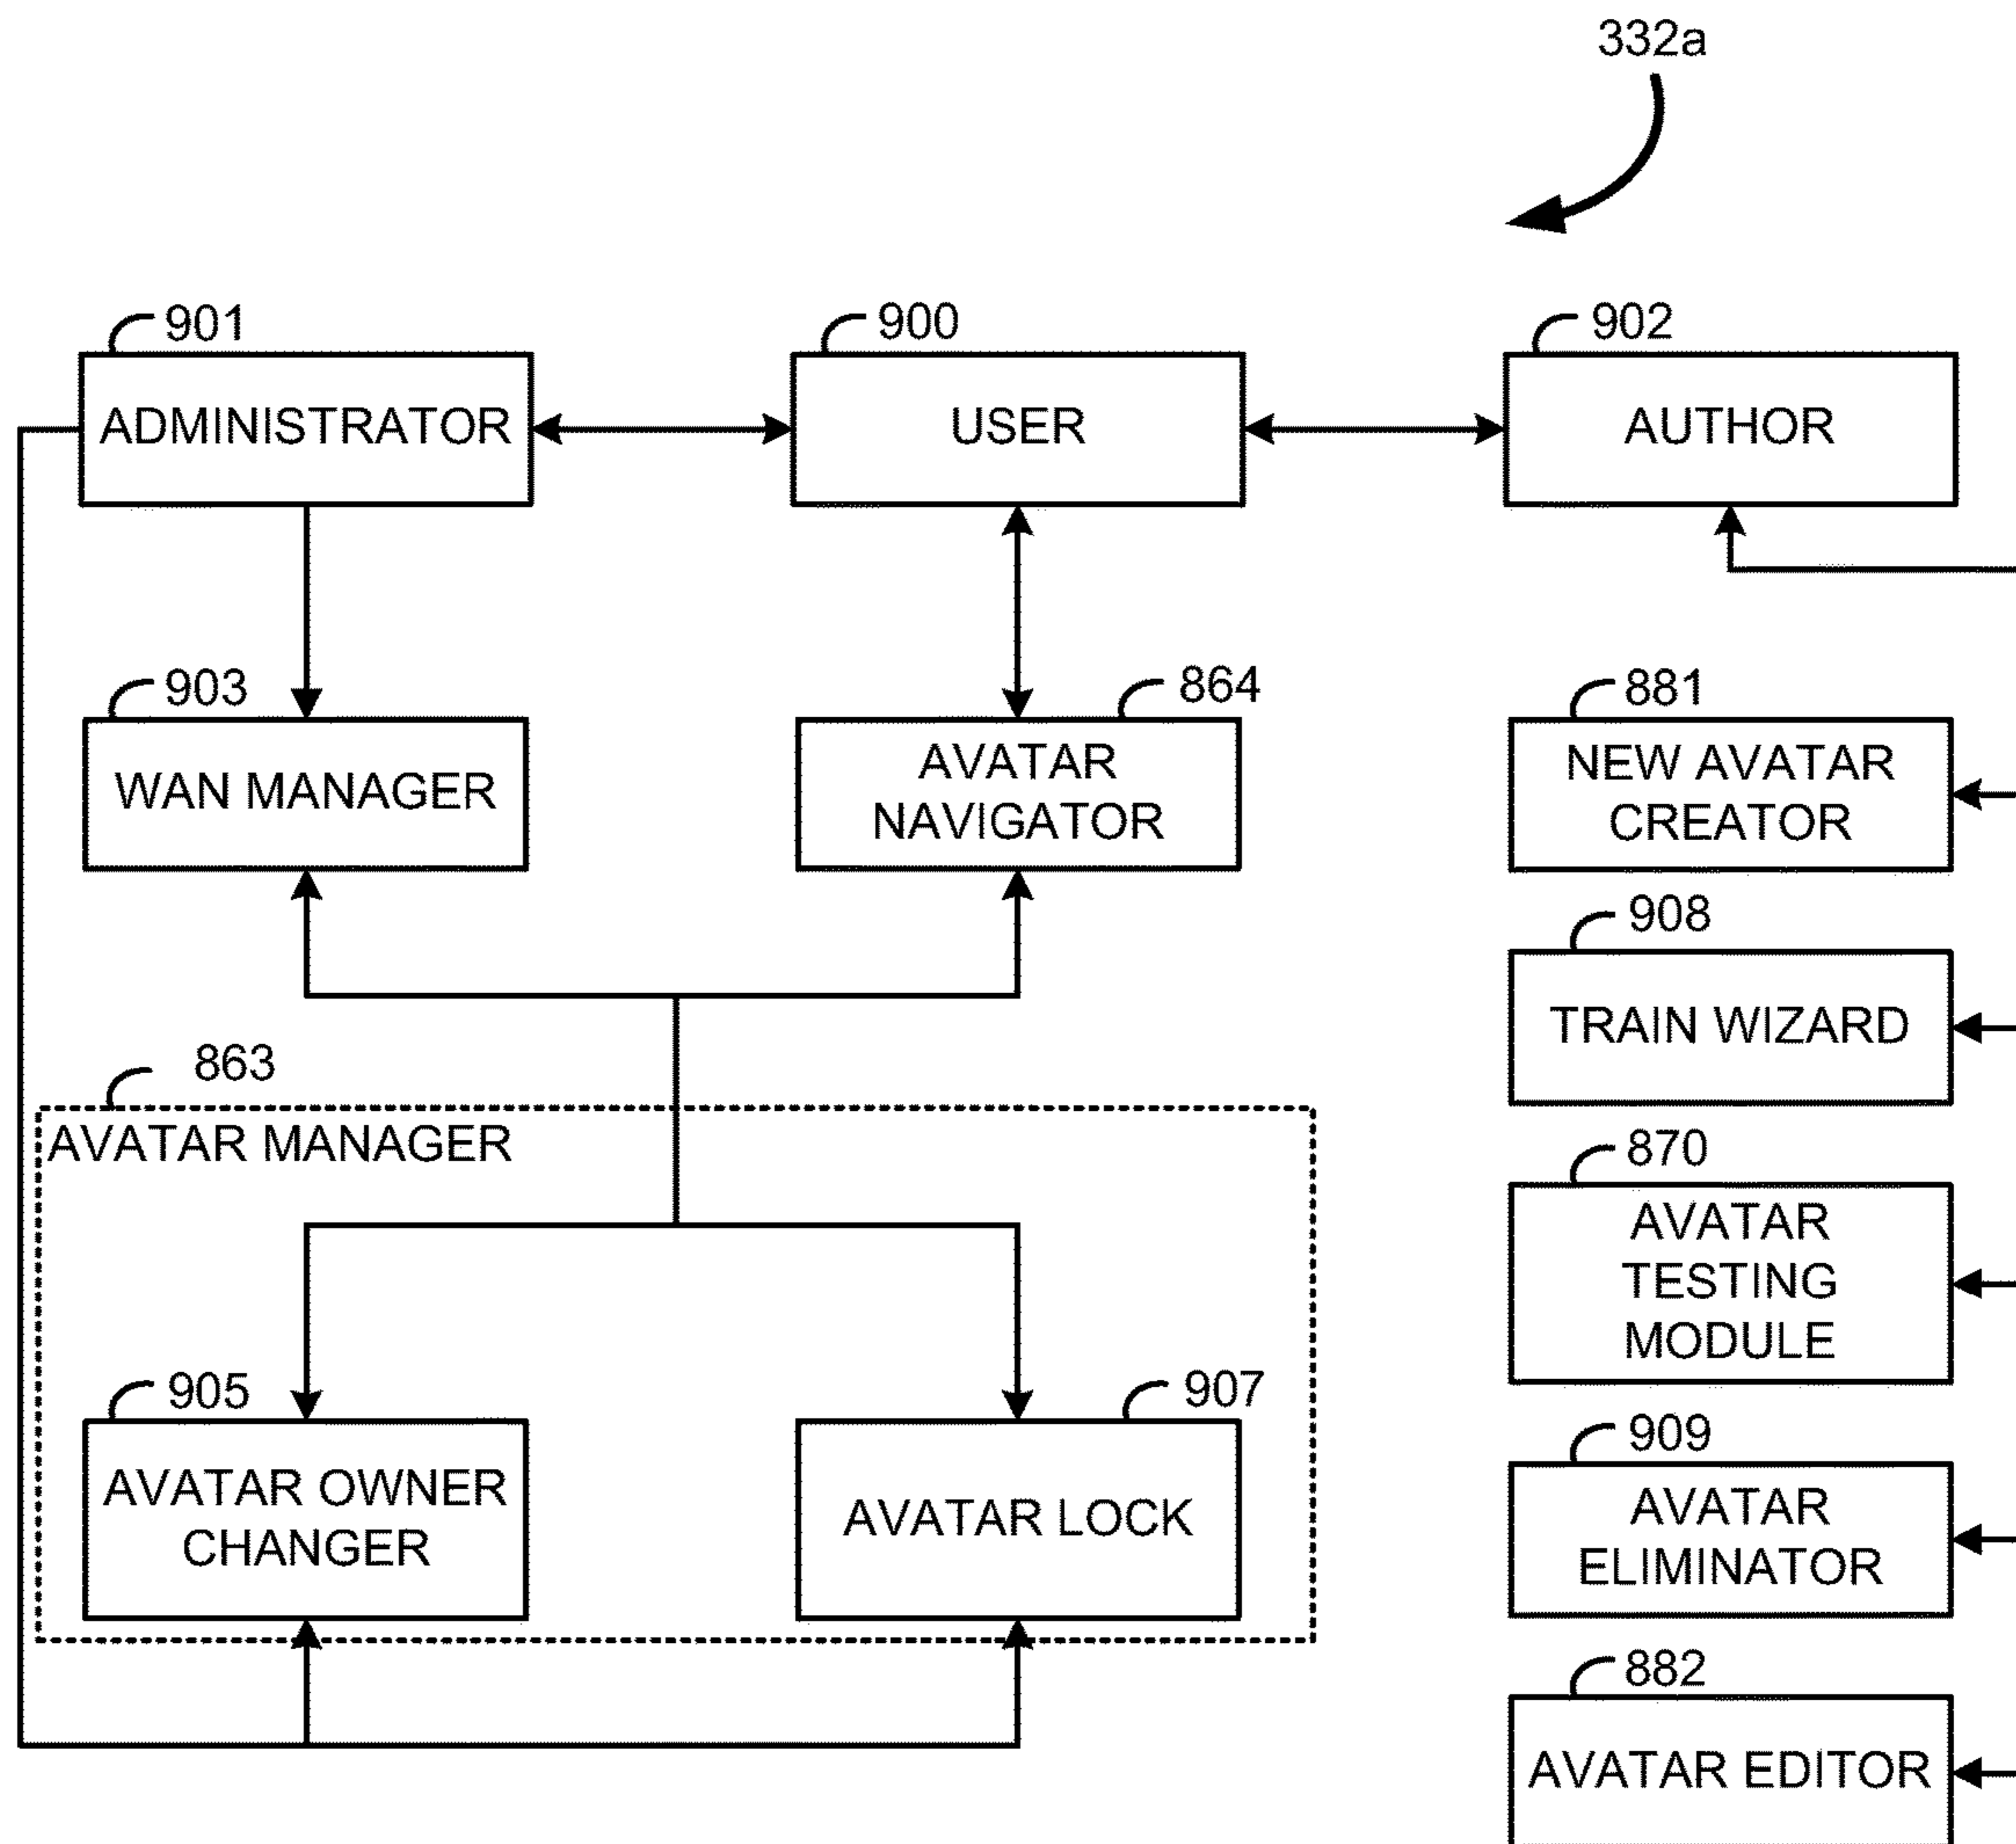 332a
901
900
902
ADMINISTRATOR
USER
AUTHOR
903
864
881
WAN MANAGER
AVATAR
NAVIGATOR
NEW AVATAR
CREATOR
908
TRAIN WIZARD
863
AVATAR MANAGER
870
AVATAR
TESTING
MODULE
905
907
909
AVATAR OWNER
CHANGER
AVATAR LOCK
AVATAR
ELIMINATOR
882
AVATAR EDITOR